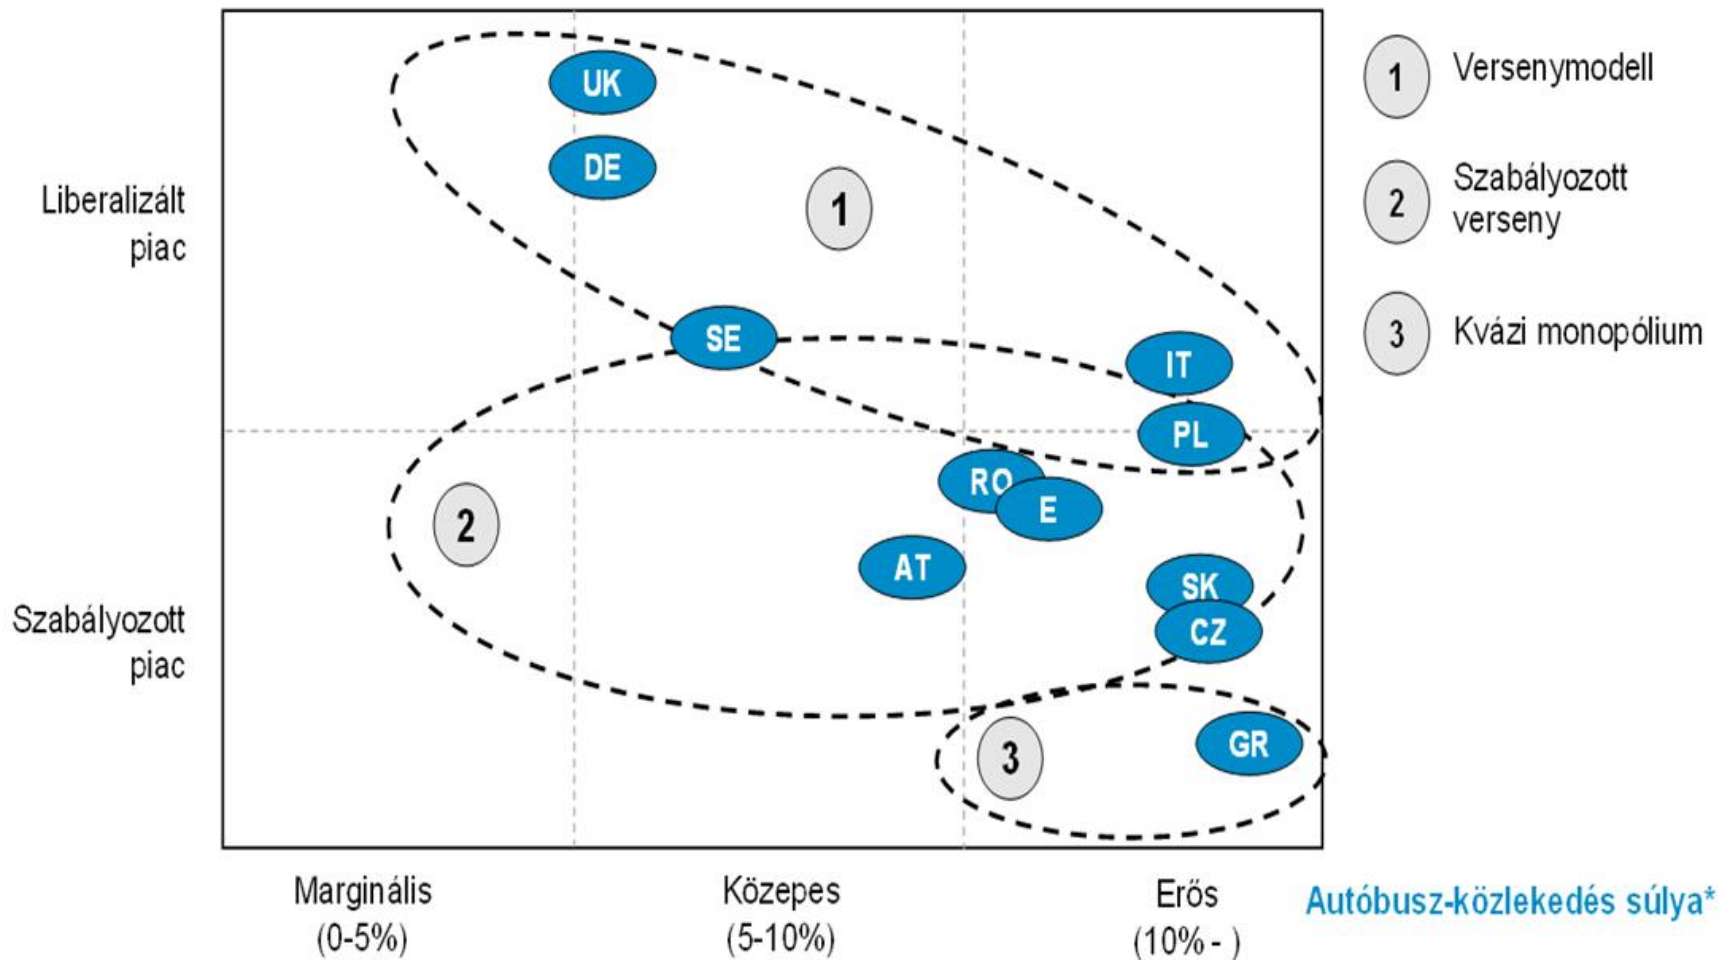 UK
DE
1
SE
IT
PL
RO
E
2
AT
SK
CZ
3
GR
Liberalizált
piac
Szabályozott
piac
1 Versenymodell
2 Szabályozott
verseny
3 Kvázi monopólium
Marginális
(0-5%)
Közepes
(5-10%)
Erős
(10% - )
Autóbusz-közlekedés súlya*